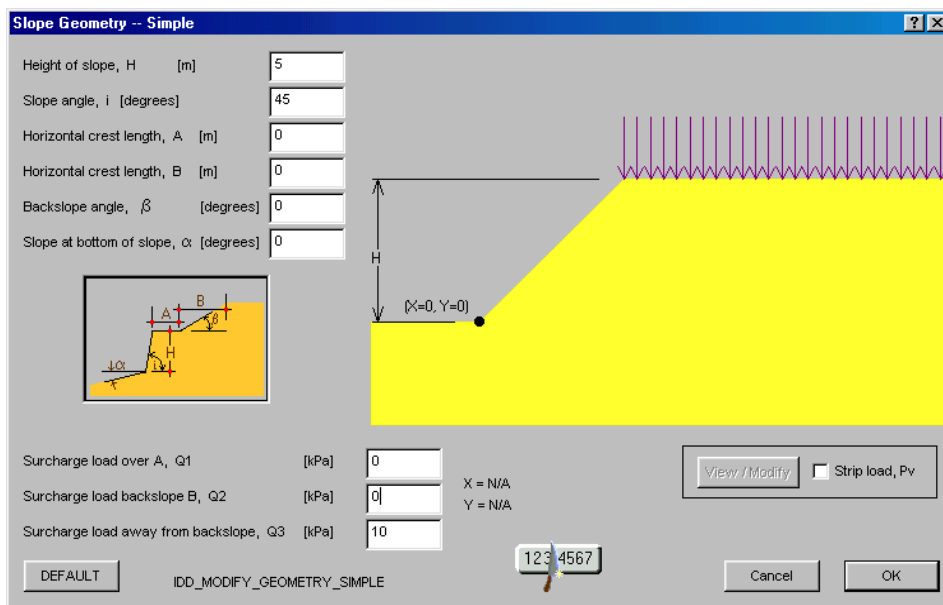 Slope Geometry -- Simple
Height of slope, H [m] 5
Slope angle, i [degrees] 45
Horizontal crest length, A [m] 0
Horizontal crest length, B [m] 0
Backslope angle, β [degrees] 0
Slope at bottom of slope, α [degrees] 0
H
(X=0, Y=0)
B
A
β
H
α
i
Surcharge load over A, Q1 [kPa] 0
Surcharge load backslope B, Q2 [kPa] 0
Surcharge load away from backslope, Q3 [kPa] 10
X = N/A
Y = N/A
View / Modify
Strip load, Pv
DEFAULT
IDD_MODIFY_GEOMETRY_SIMPLE
123 4567
Cancel
OK